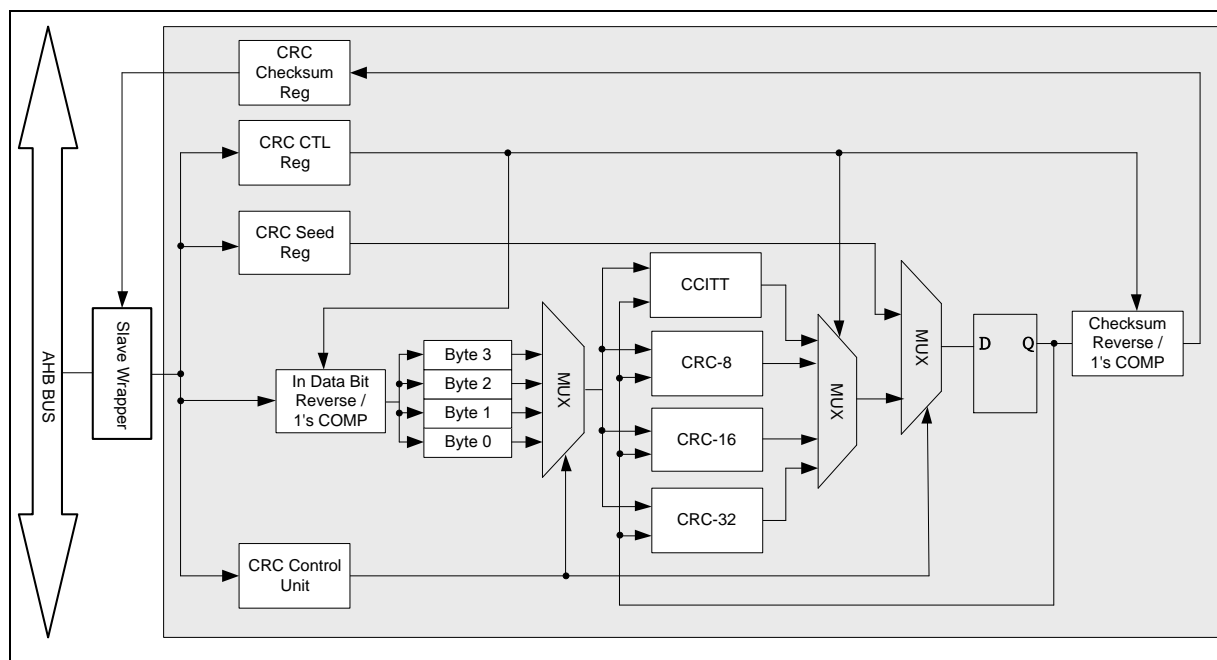 CRC
Checksum
Reg
CRC CTL
Reg
CRC Seed
Reg
AHB BUS
Slave Wrapper
In Data Bit
Reverse /
1's COMP
Byte 3
Byte 2
Byte 1
Byte 0
MUX
CCITT
CRC-8
CRC-16
CRC-32
MUX
MUX
D Q
Checksum
Reverse /
1's COMP
CRC Control
Unit